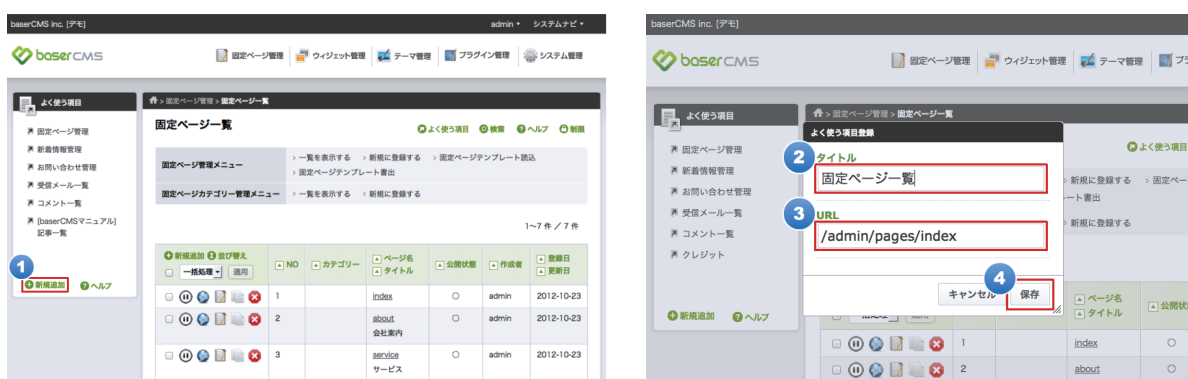 baserCMS inc. [デモ]
admin
システムナビ
baserCMS
固定ページ管理
ウィジェット管理
テーマ管理
プラグイン管理
システム管理
よく使う項目
固定ページ管理
新着情報管理
お問い合わせ管理
受信メール一覧
コメント一覧
[baserCMSマニュアル]
記事一覧
1
新規追加
ヘルプ
> 固定ページ管理 > 固定ページ一覧
固定ページ一覧
よく使う項目
検索
ヘルプ
制限
固定ページ管理メニュー
> 一覧を表示する > 新規に登録する > 固定ページテンプレート読込
> 固定ページテンプレート書出
固定ページカテゴリー管理メニュー
> 一覧を表示する > 新規に登録する
1~7 件 / 7 件
新規追加 並び替え
一括処理 適用
NO
カテゴリー
ページ名
タイトル
公開状態
作成者
登録日
更新日
1 index ○ admin 2012-10-23
2 about ○ admin 2012-10-23
会社案内
3 service ○ admin 2012-10-23
サービス
baserCMS inc. [デモ]
baserCMS
固定ページ管理
ウィジェット管理
テーマ管理
プラ
よく使う項目
固定ページ管理
新着情報管理
お問い合わせ管理
受信メール一覧
コメント一覧
クレジット
新規追加
ヘルプ
> 固定ページ管理 > 固定ページ一覧
よく使う項目登録
よく使う項目
2
タイトル
固定ページ一覧
新規に登録する > 固定ペー
ート書出
3
URL
/admin/pages/index
新規に登録する
4
キャンセル
保存
ページ名
タイトル
公開状
1 index ○
2 about ○